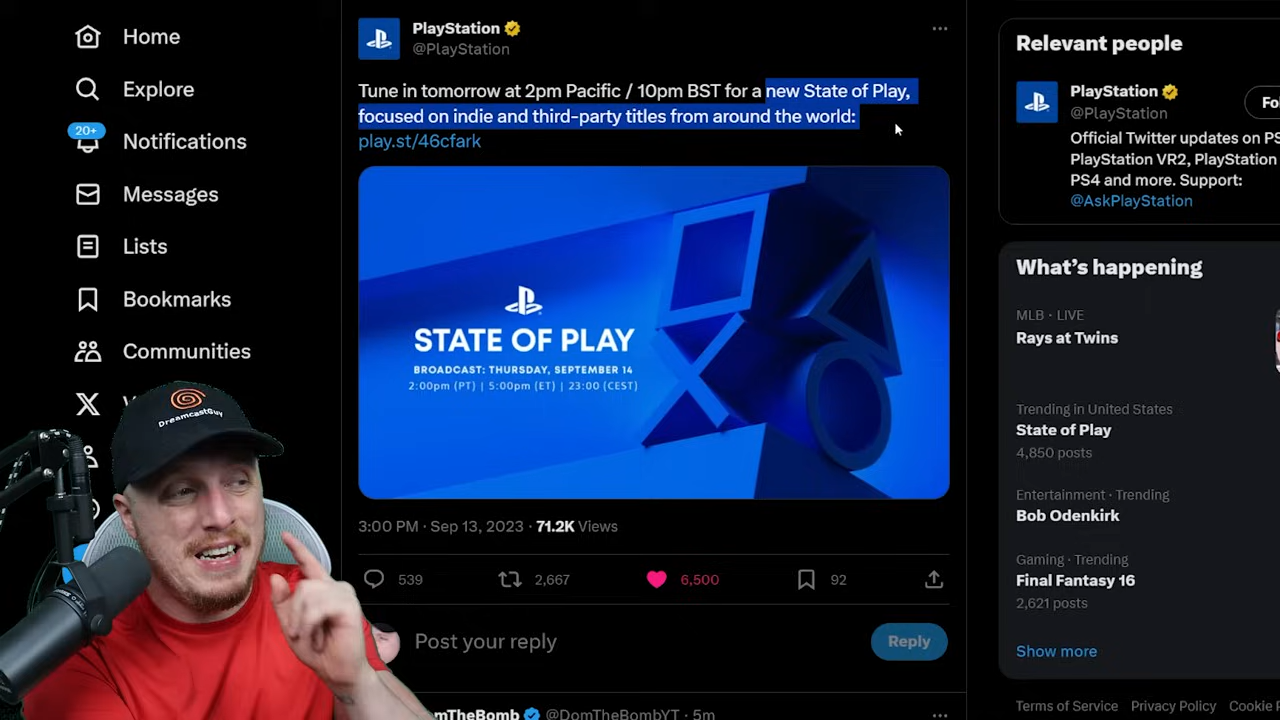 Home
Explore
20+
Notifications
Messages
Lists
Bookmarks
Communities
PlayStation
@PlayStation
Tune in tomorrow at 2pm Pacific / 10pm BST for a new State of Play,
focused on indie and third-party titles from around the world:
play.st/46cfark
STATE OF PLAY
BROADCAST: THURSDAY, SEPTEMBER 14
2:00pm (PT) | 5:00pm (ET) | 23:00 (CEST)
3:00 PM · Sep 13, 2023 · 71.2K Views
539 2,667 6,500 92
Post your reply
Reply
DomTheBomb @DomTheBombYT · 5m
DreamcastGuy
Relevant people
PlayStation
@PlayStation
Official Twitter updates on PS
PlayStation VR2, PlayStation
PS4 and more. Support:
@AskPlayStation
What's happening
MLB · LIVE
Rays at Twins
Trending in United States
State of Play
4,850 posts
Entertainment · Trending
Bob Odenkirk
Gaming · Trending
Final Fantasy 16
2,621 posts
Show more
Terms of Service Privacy Policy Cookie